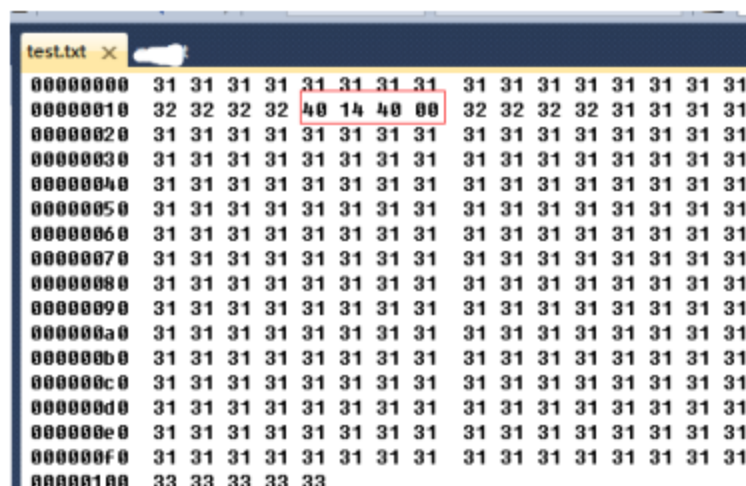 test.txt ×
00000000 31 31 31 31 31 31 31 31 31 31 31 31 31 31 31 31
00000010 32 32 32 32 40 14 40 00 32 32 32 32 31 31 31 31
00000020 31 31 31 31 31 31 31 31 31 31 31 31 31 31 31 31
00000030 31 31 31 31 31 31 31 31 31 31 31 31 31 31 31 31
00000040 31 31 31 31 31 31 31 31 31 31 31 31 31 31 31 31
00000050 31 31 31 31 31 31 31 31 31 31 31 31 31 31 31 31
00000060 31 31 31 31 31 31 31 31 31 31 31 31 31 31 31 31
00000070 31 31 31 31 31 31 31 31 31 31 31 31 31 31 31 31
00000080 31 31 31 31 31 31 31 31 31 31 31 31 31 31 31 31
00000090 31 31 31 31 31 31 31 31 31 31 31 31 31 31 31 31
000000a0 31 31 31 31 31 31 31 31 31 31 31 31 31 31 31 31
000000b0 31 31 31 31 31 31 31 31 31 31 31 31 31 31 31 31
000000c0 31 31 31 31 31 31 31 31 31 31 31 31 31 31 31 31
000000d0 31 31 31 31 31 31 31 31 31 31 31 31 31 31 31 31
000000e0 31 31 31 31 31 31 31 31 31 31 31 31 31 31 31 31
000000f0 31 31 31 31 31 31 31 31 31 31 31 31 31 31 31 31
00000100 33 33 33 33 33